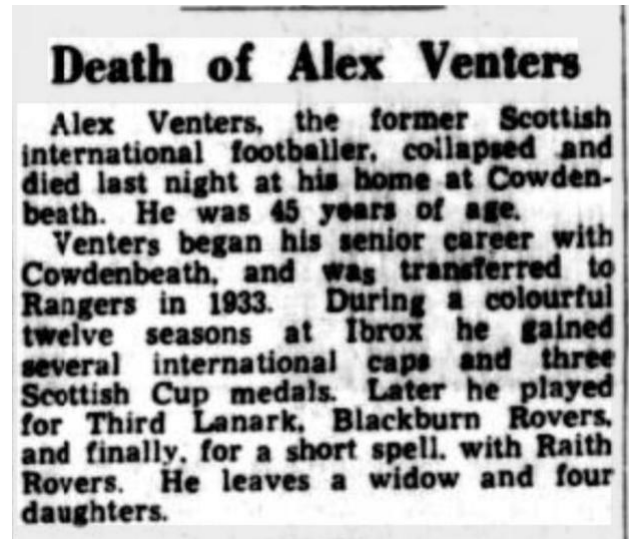 Death of Alex Venters
Alex Venters, the former Scottish
international footballer, collapsed and
died last night at his home at Cowden-
beath. He was 45 years of age.
Venters began his senior career with
Cowdenbeath, and was transferred to
Rangers in 1933. During a colourful
twelve seasons at Ibrox he gained
several international caps and three
Scottish Cup medals. Later he played
for Third Lanark, Blackburn Rovers,
and finally, for a short spell, with Raith
Rovers. He leaves a widow and four
daughters.